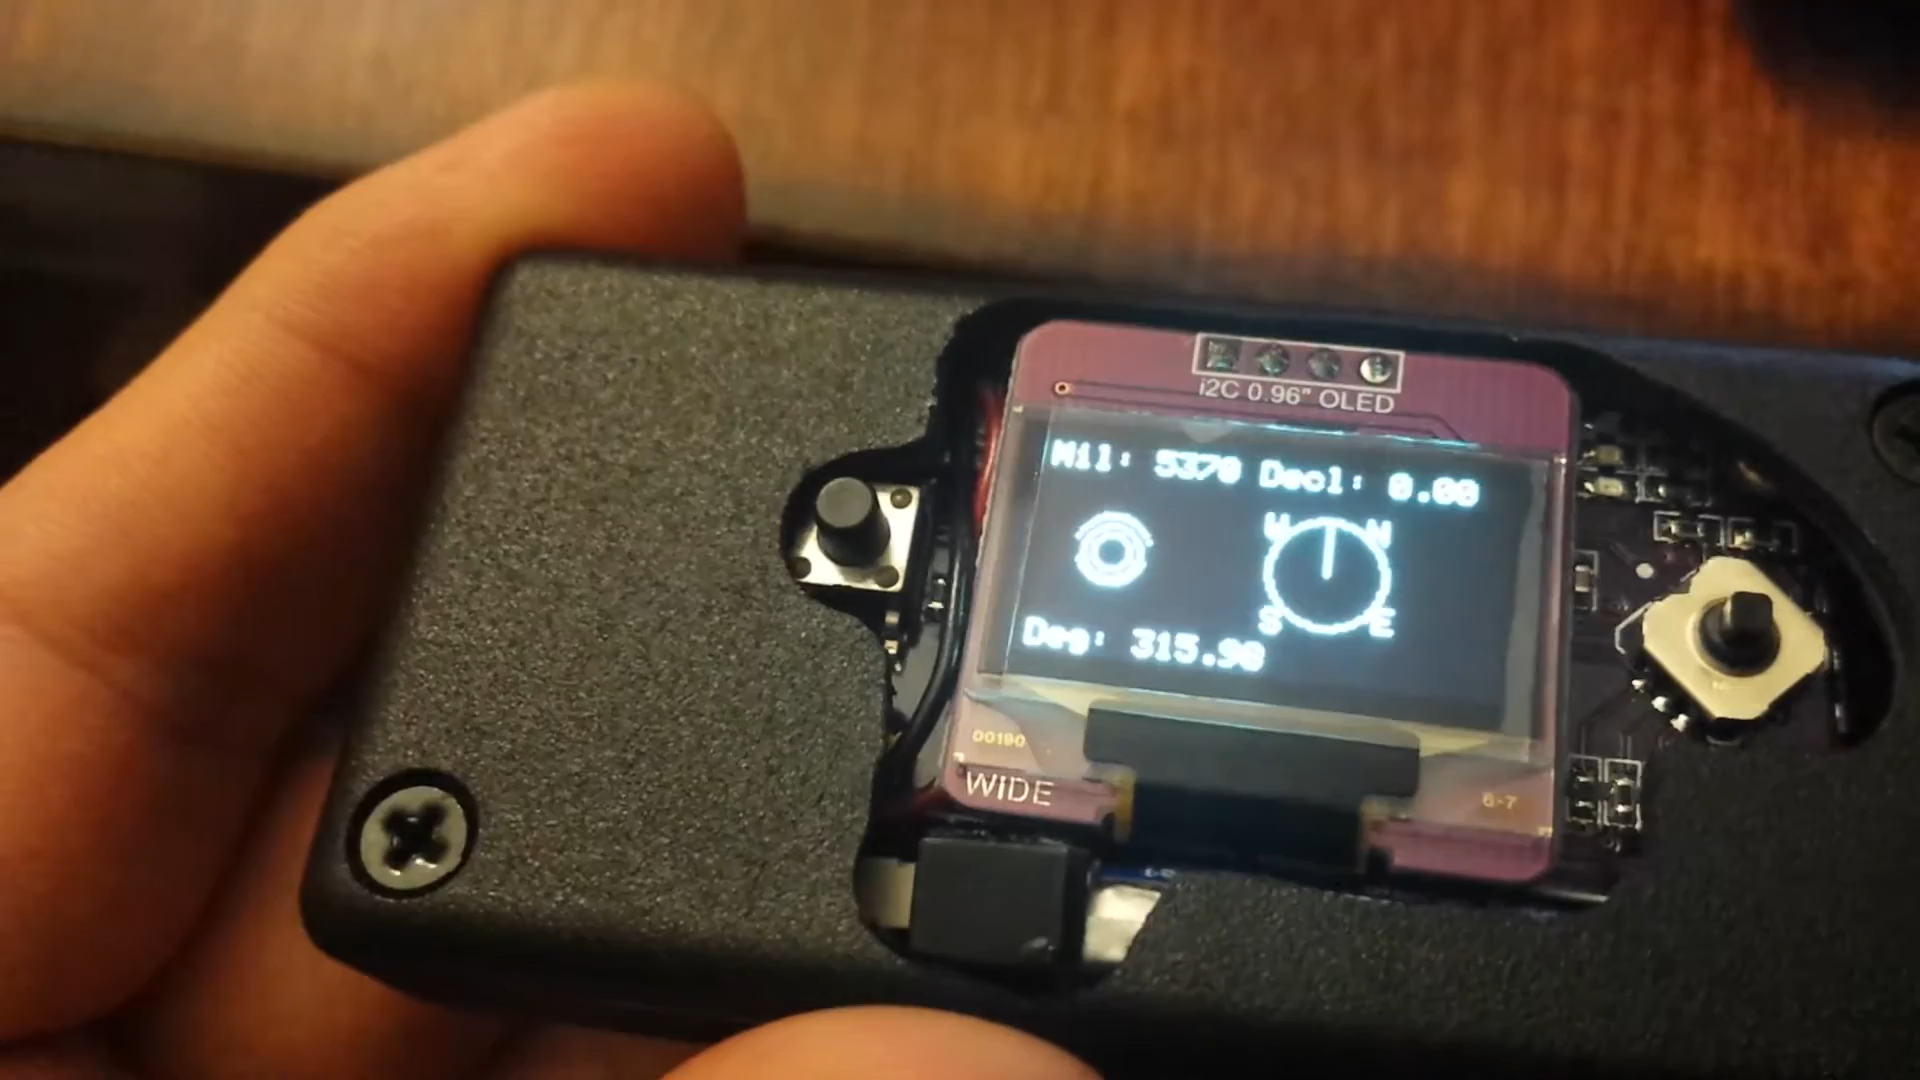 i2C 0.96" OLED
Mil: 5370 Decl: 0.00
W N
S E
Deg: 315.90
00190
WIDE
6-7